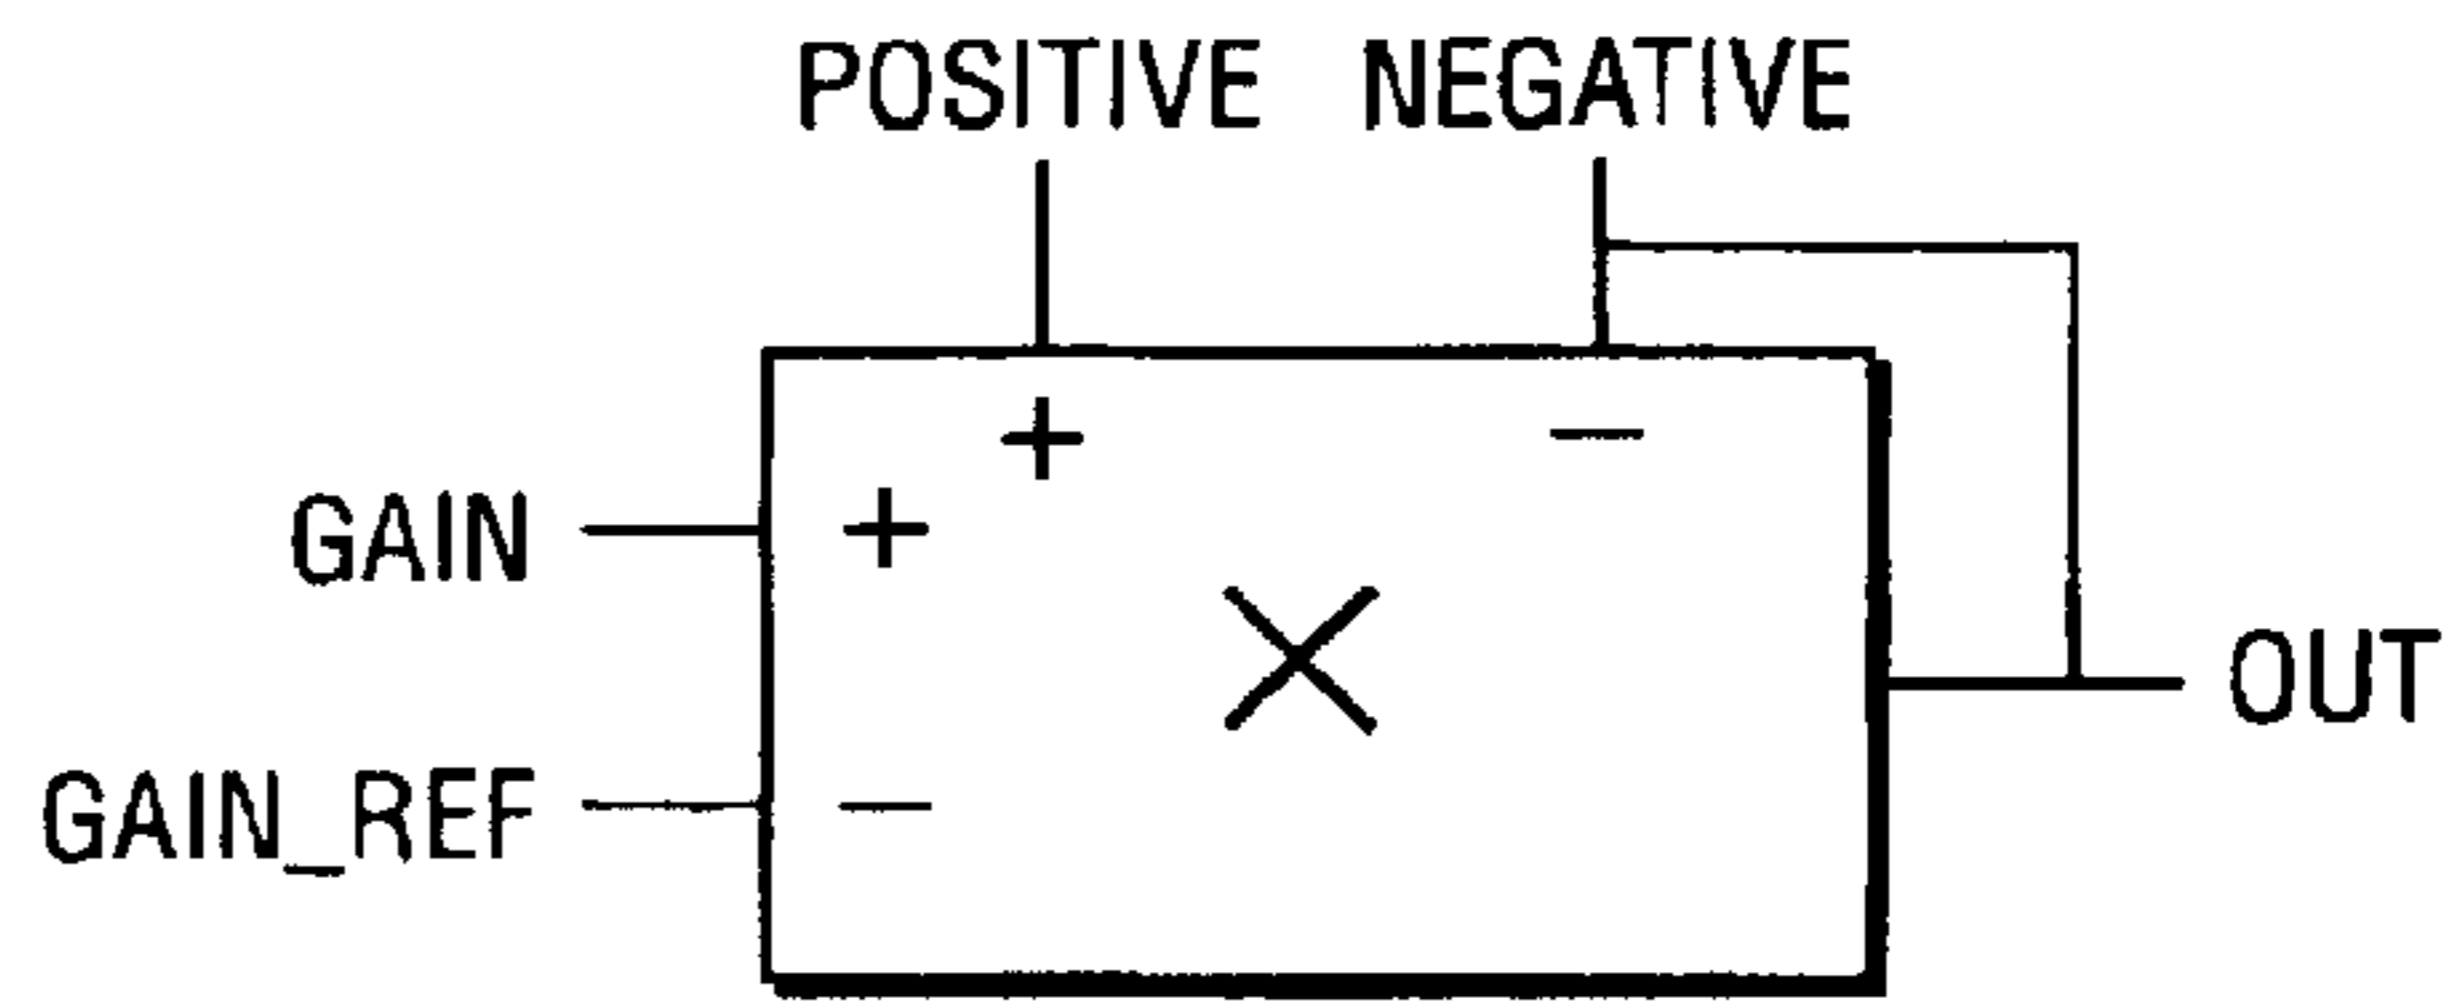 POSITIVE NEGATIVE
+ −
GAIN +
×
OUT
GAIN_REF −